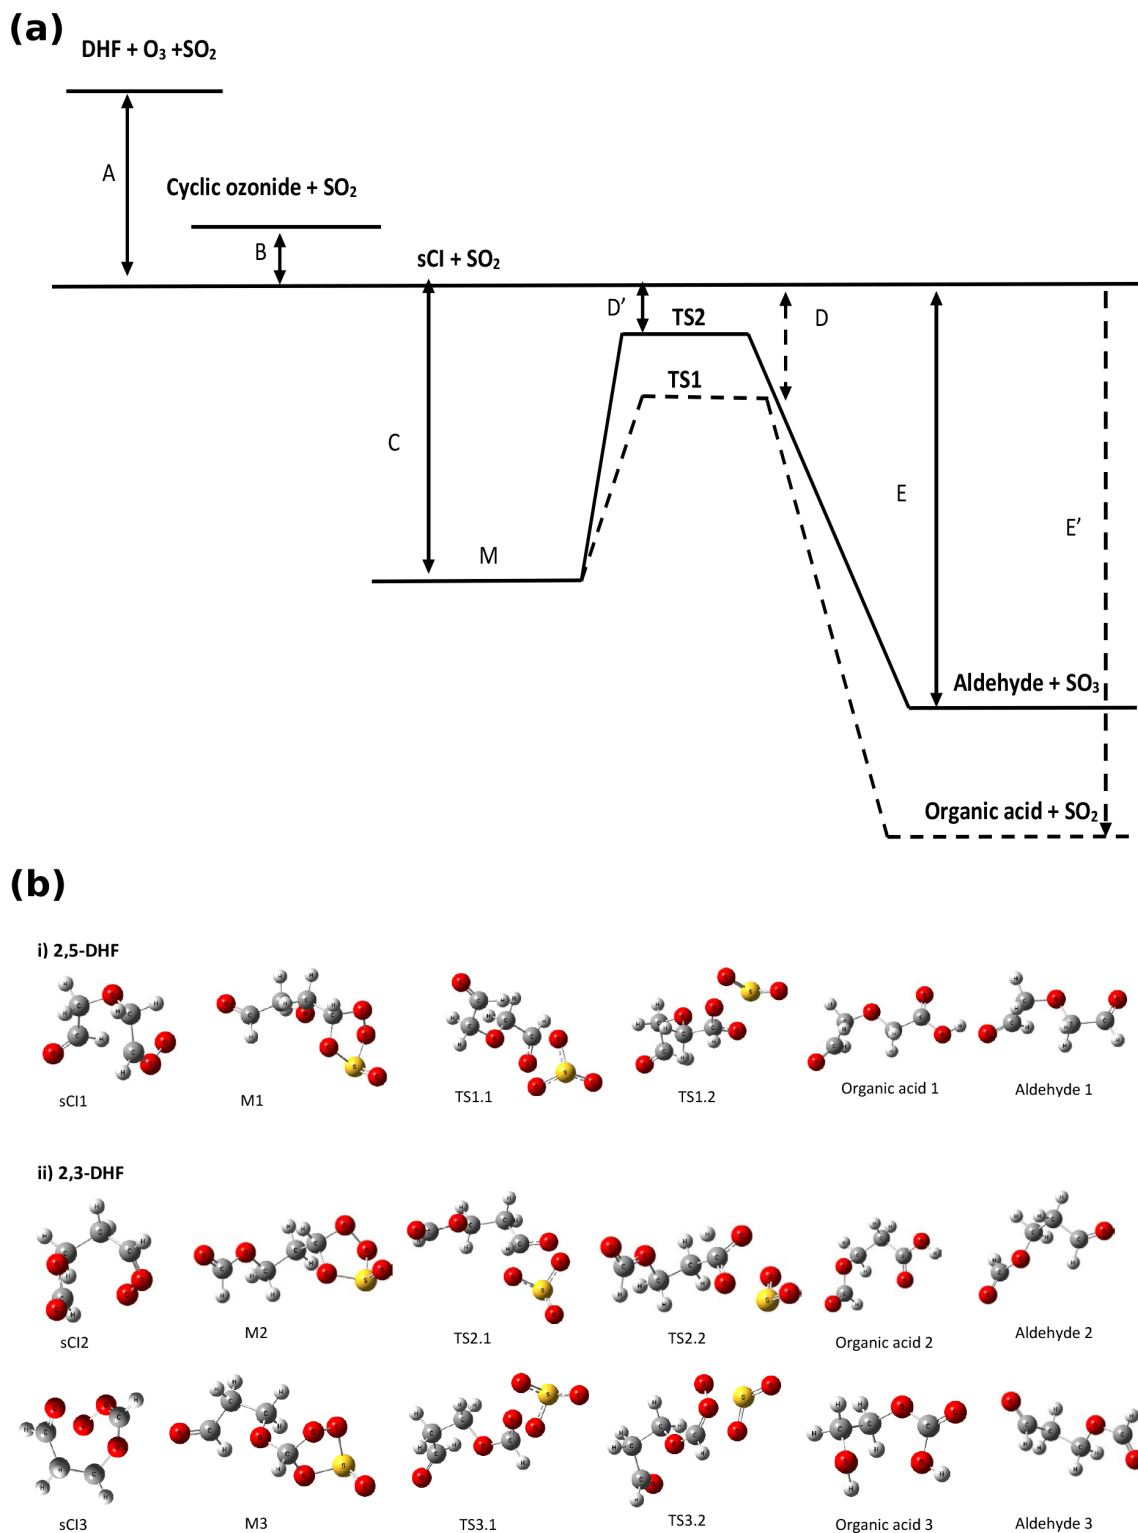 (a)
DHF + O₃ +SO₂
A
Cyclic ozonide + SO₂
B
sCI + SO₂
D’
TS2
D
TS1
C
E
E’
M
Aldehyde + SO₃
Organic acid + SO₂
(b)
i) 2,5-DHF
sCI1
M1
TS1.1
TS1.2
Organic acid 1
Aldehyde 1
ii) 2,3-DHF
sCI2
M2
TS2.1
TS2.2
Organic acid 2
Aldehyde 2
sCI3
M3
TS3.1
TS3.2
Organic acid 3
Aldehyde 3